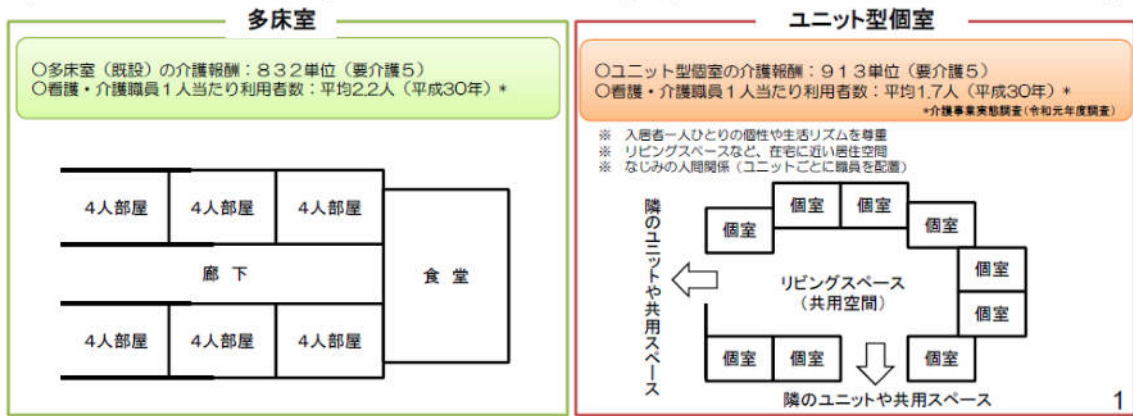 多床室
○多床室（既設）の介護報酬：８３２単位（要介護５）
○看護・介護職員１人当たり利用者数：平均2.2人（平成30年）*
4人部屋
4人部屋
4人部屋
廊下
食堂
4人部屋
4人部屋
4人部屋
ユニット型個室
○ユニット型個室の介護報酬：９１３単位（要介護５）
○看護・介護職員１人当たり利用者数：平均1.7人（平成30年）*
*介護事業実態調査（令和元年度調査）
※　入居者一人ひとりの個性や生活リズムを尊重
※　リビングスペースなど、在宅に近い居住空間
※　なじみの人間関係（ユニットごとに職員を配置）
隣のユニットや共用スペース
個室
個室
個室
個室
個室
リビングスペース
（共用空間）
個室
個室
個室
個室
隣のユニットや共用スペース
1